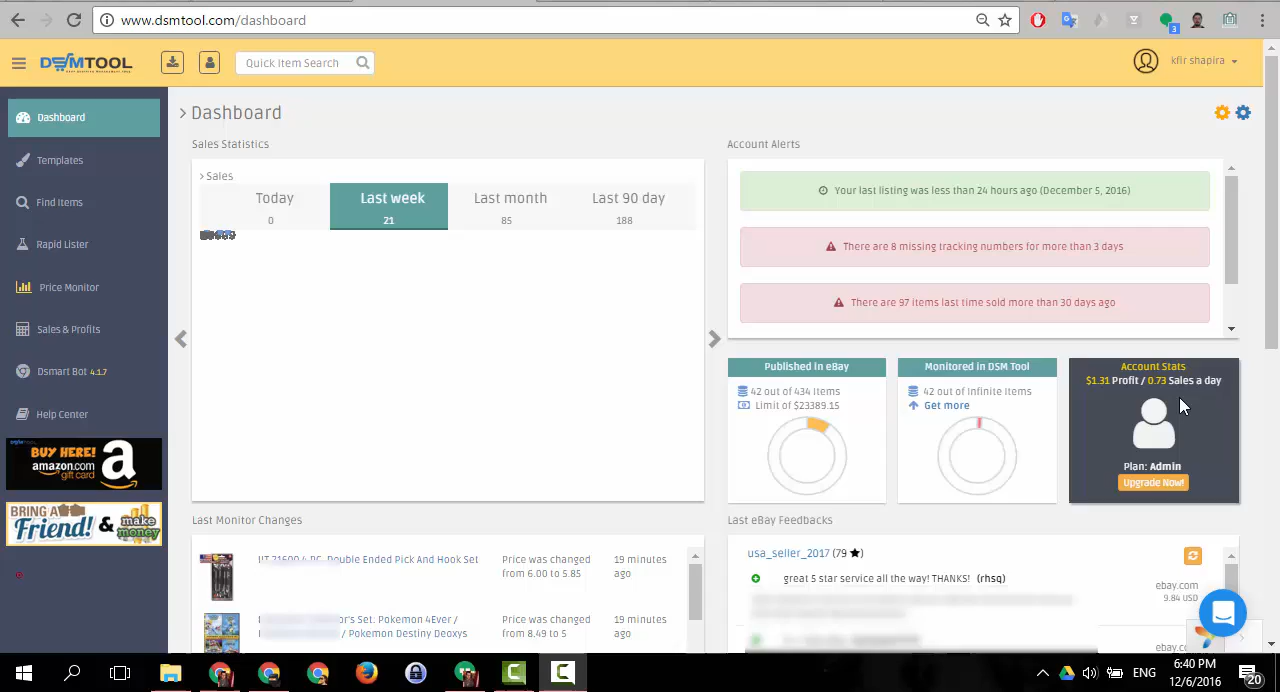 www.dsmtool.com/dashboard
3
DSMTOOL
Quick Item Search
kfir shapira
Dashboard
Templates
Find Items
Rapid Lister
Price Monitor
Sales & Profits
Dsmart Bot 4.1.7
Help Center
BUY HERE!
amazon.com
gift card
BRING A
Friend! & make
money
> Dashboard
Sales Statistics
> Sales
Today
0
Last week
21
Last month
85
Last 90 day
188
Account Alerts
Your last listing was less than 24 hours ago (December 5, 2016)
There are 8 missing tracking numbers for more than 3 days
There are 97 items last time sold more than 30 days ago
Published in eBay
42 out of 434 Items
Limit of $23389.15
Monitored in DSM Tool
42 out of Infinite Items
Get more
Account Stats
$1.31 Profit / 0.73 Sales a day
Plan: Admin
Upgrade Now!
Last Monitor Changes
4 PC. Double Ended Pick And Hook Set
Price was changed
from 6.00 to 5.85
19 minutes
ago
Set: Pokemon 4Ever /
/ Pokemon Destiny Deoxys
Price was changed
from 8.49 to 5
19 minutes
ago
Last eBay Feedbacks
usa_seller_2017 (79 ★)
great 5 star service all the way! THANKS! (rhsq)
ebay.com
9.84 USD
ENG
6:40 PM
12/6/2016
20